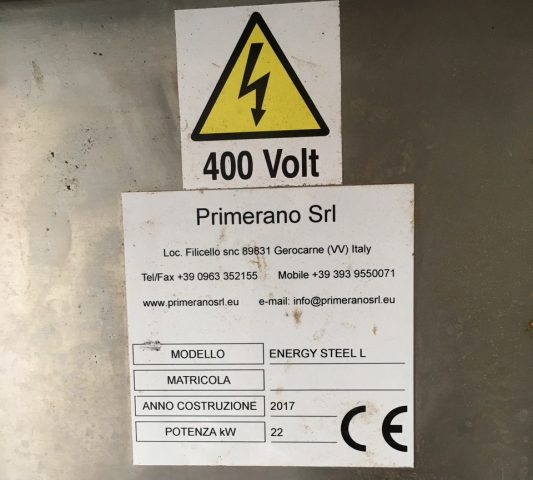 400 Volt
Primerano Srl
Loc. Filicello snc 89831 Gerocarne (VV) Italy
Tel/Fax +39 0963 352155 Mobile +39 393 9550071
www.primeranosrl.eu e-mail: info@primeranosrl.eu
MODELLO ENERGY STEEL L
MATRICOLA
ANNO COSTRUZIONE 2017
POTENZA kW 22
CE